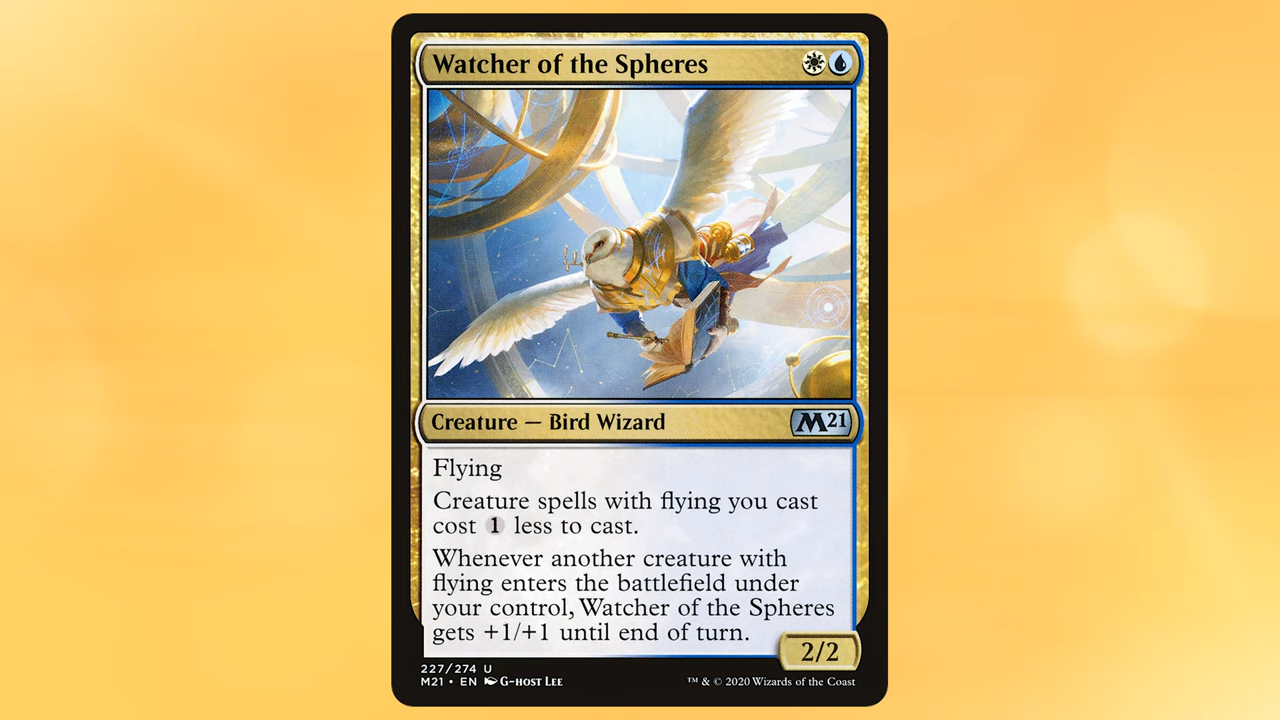 Watcher of the Spheres
M21
Creature — Bird Wizard
Flying
Creature spells with flying you cast
cost 1 less to cast.
Whenever another creature with
flying enters the battlefield under
your control, Watcher of the Spheres
gets +1/+1 until end of turn.
2/2
227/274 U
M21 • EN G-HOST LEE
™ & © 2020 Wizards of the Coast